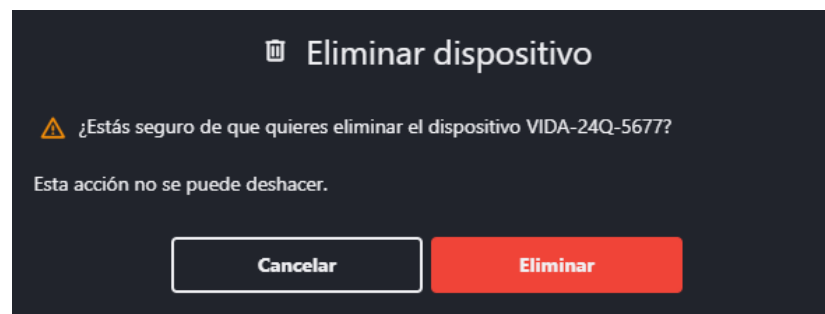 Eliminar dispositivo
¿Estás seguro de que quieres eliminar el dispositivo VIDA-24Q-5677?
Esta acción no se puede deshacer.
Cancelar
Eliminar